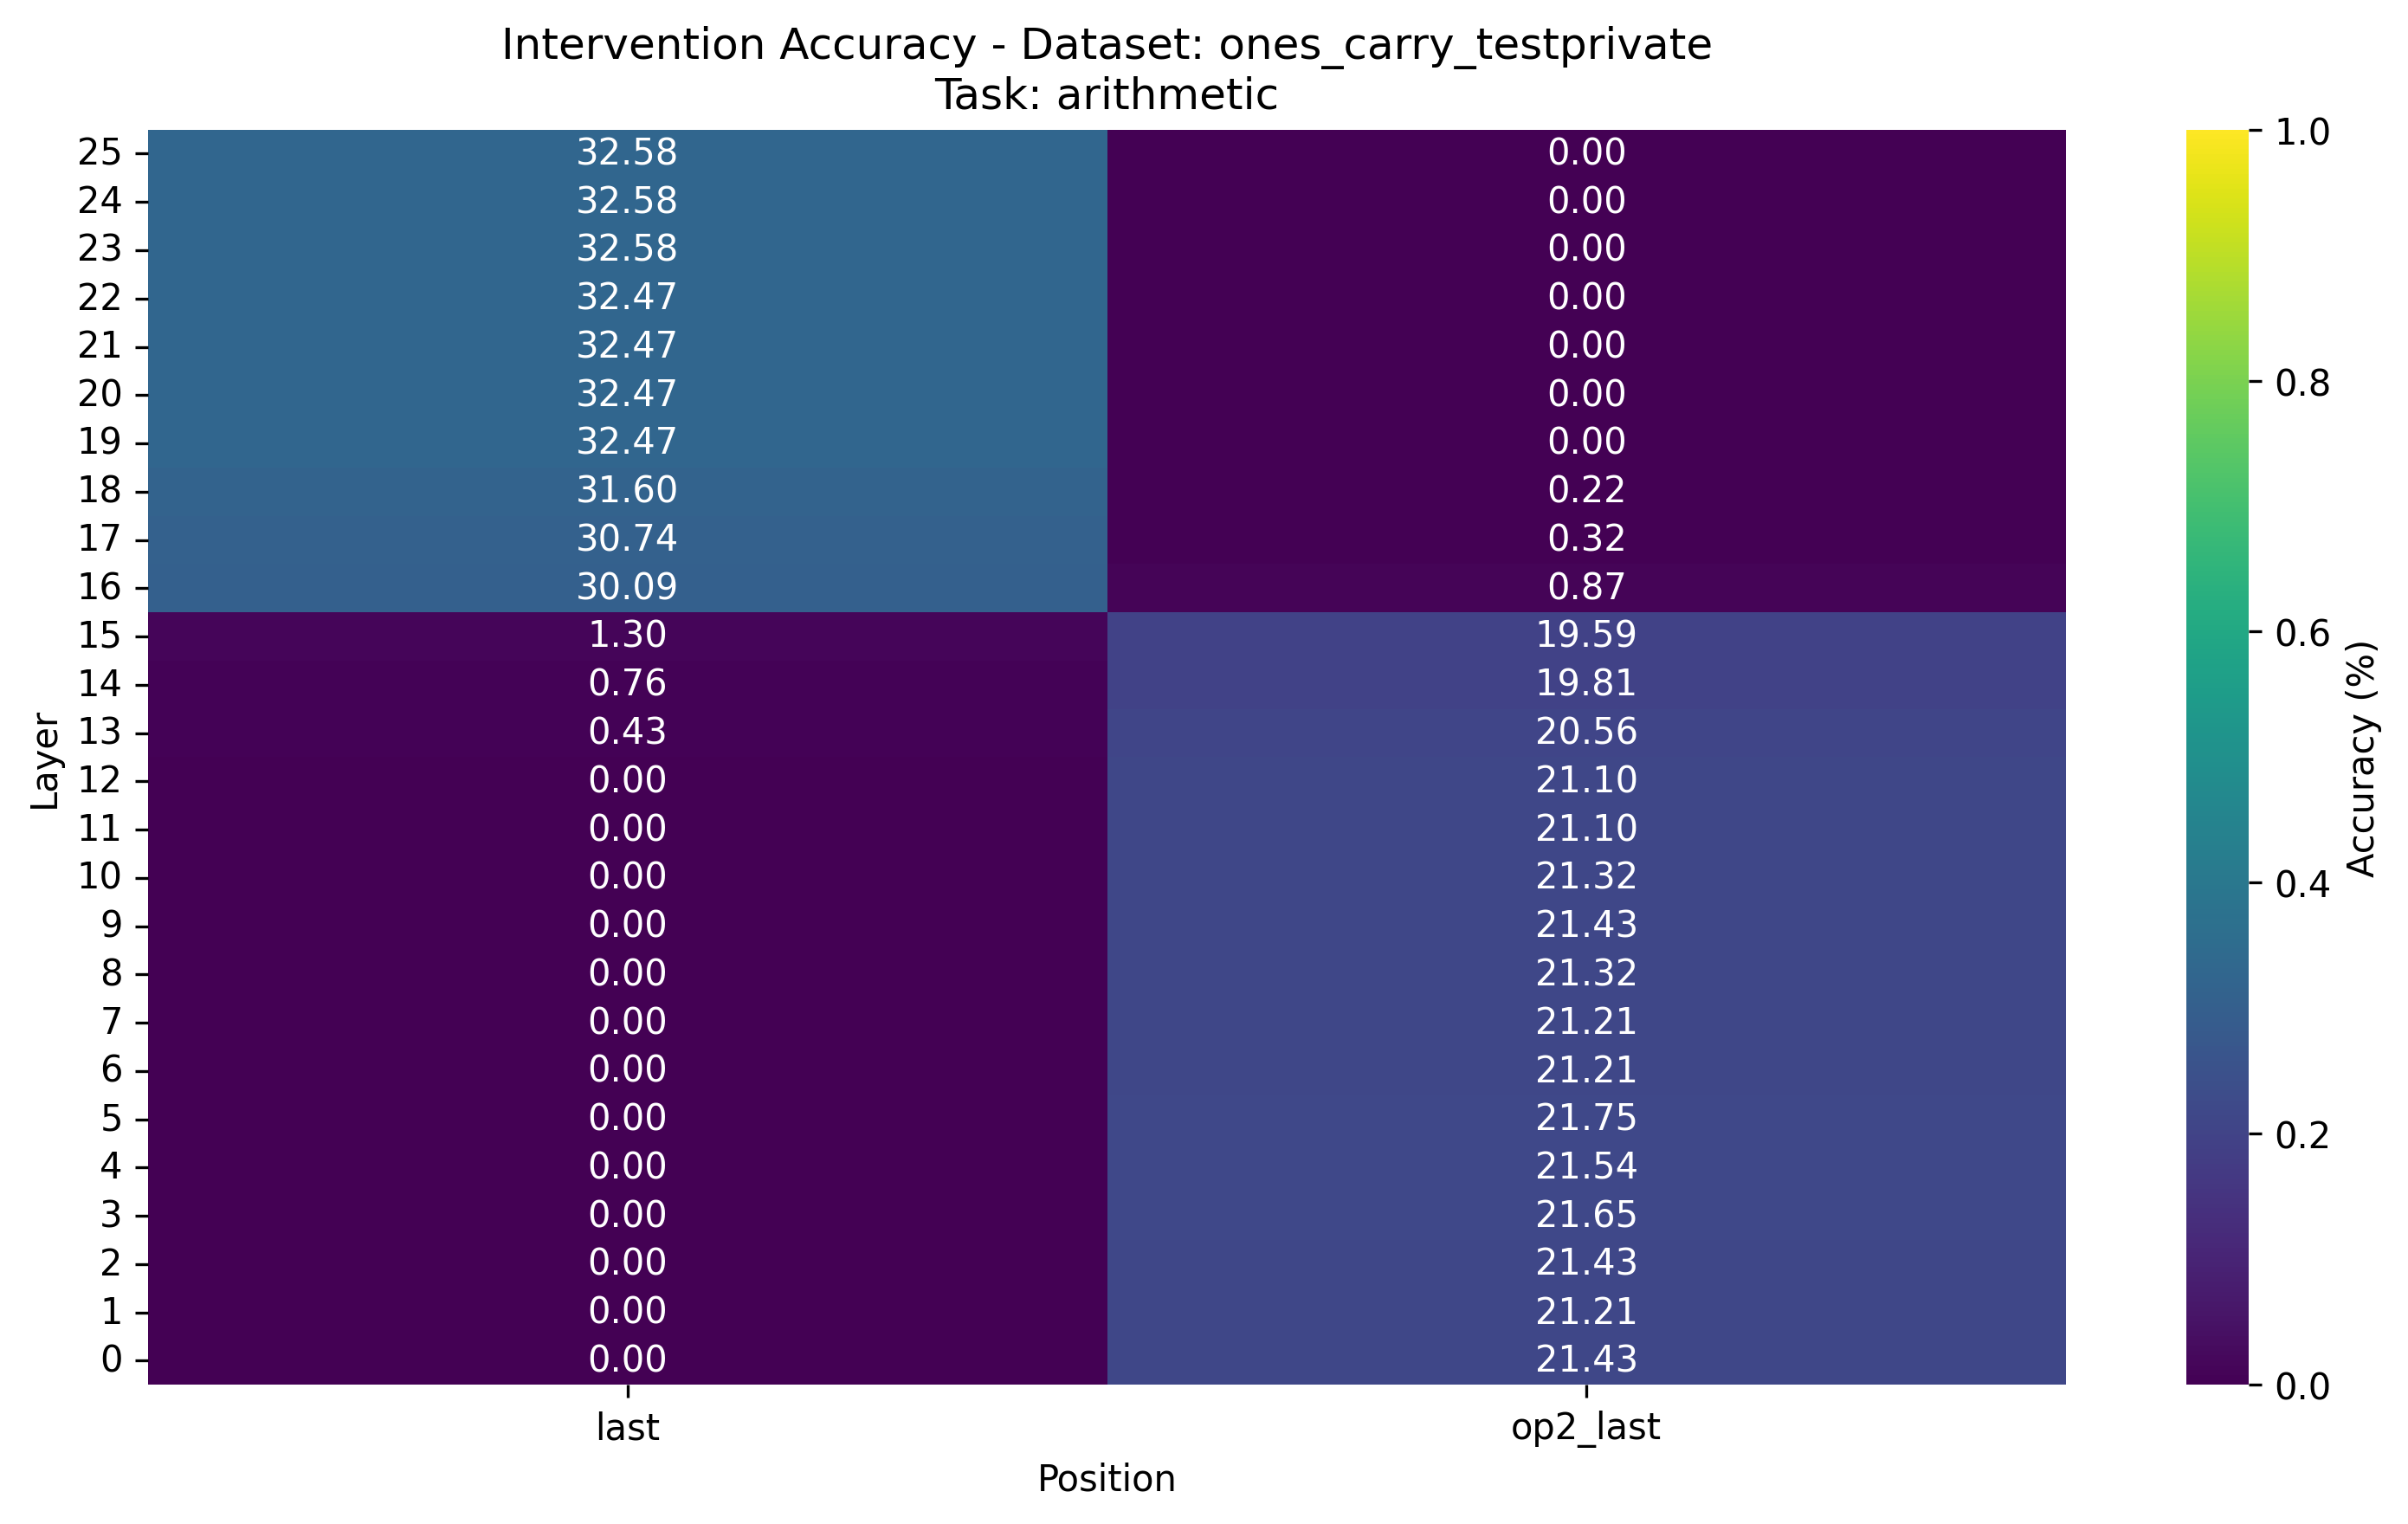 Intervention Accuracy - Dataset: ones_carry_testprivate
Task: arithmetic
25 32.58 0.00
24 32.58 0.00
23 32.58 0.00
22 32.47 0.00
21 32.47 0.00
20 32.47 0.00
19 32.47 0.00
18 31.60 0.22
17 30.74 0.32
16 30.09 0.87
15 1.30 19.59
14 0.76 19.81
13 0.43 20.56
12 0.00 21.10
11 0.00 21.10
10 0.00 21.32
9 0.00 21.43
8 0.00 21.32
7 0.00 21.21
6 0.00 21.21
5 0.00 21.75
4 0.00 21.54
3 0.00 21.65
2 0.00 21.43
1 0.00 21.21
0 0.00 21.43
last op2_last
Position
Layer
1.0
0.8
0.6
0.4
0.2
0.0
Accuracy (%)